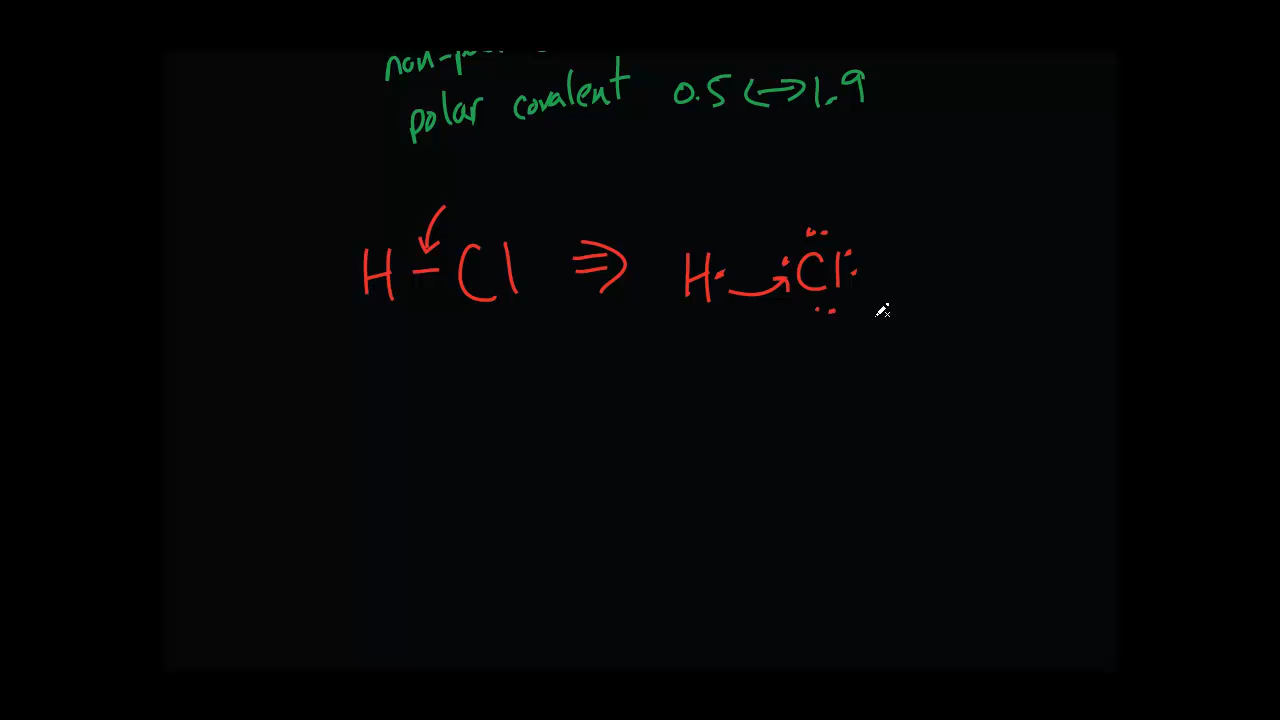 polar covalent 0.5 ⟷ 1.9
H – Cl ⇒ H· :Cl: